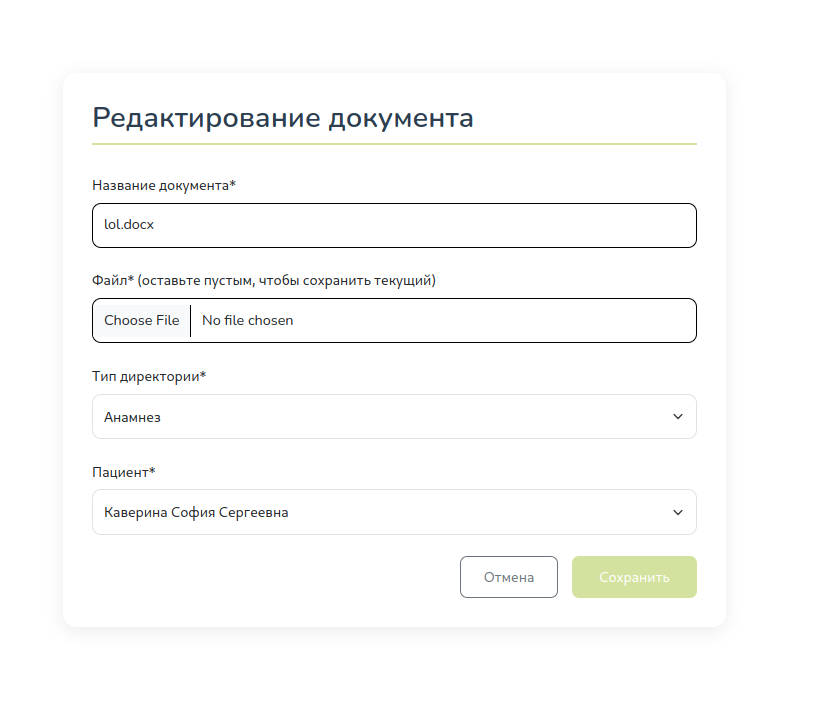 Редактирование документа
Название документа*
lol.docx
Файл* (оставьте пустым, чтобы сохранить текущий)
Choose File No file chosen
Тип директории*
Анамнез
Пациент*
Каверина София Сергеевна
Отмена Сохранить